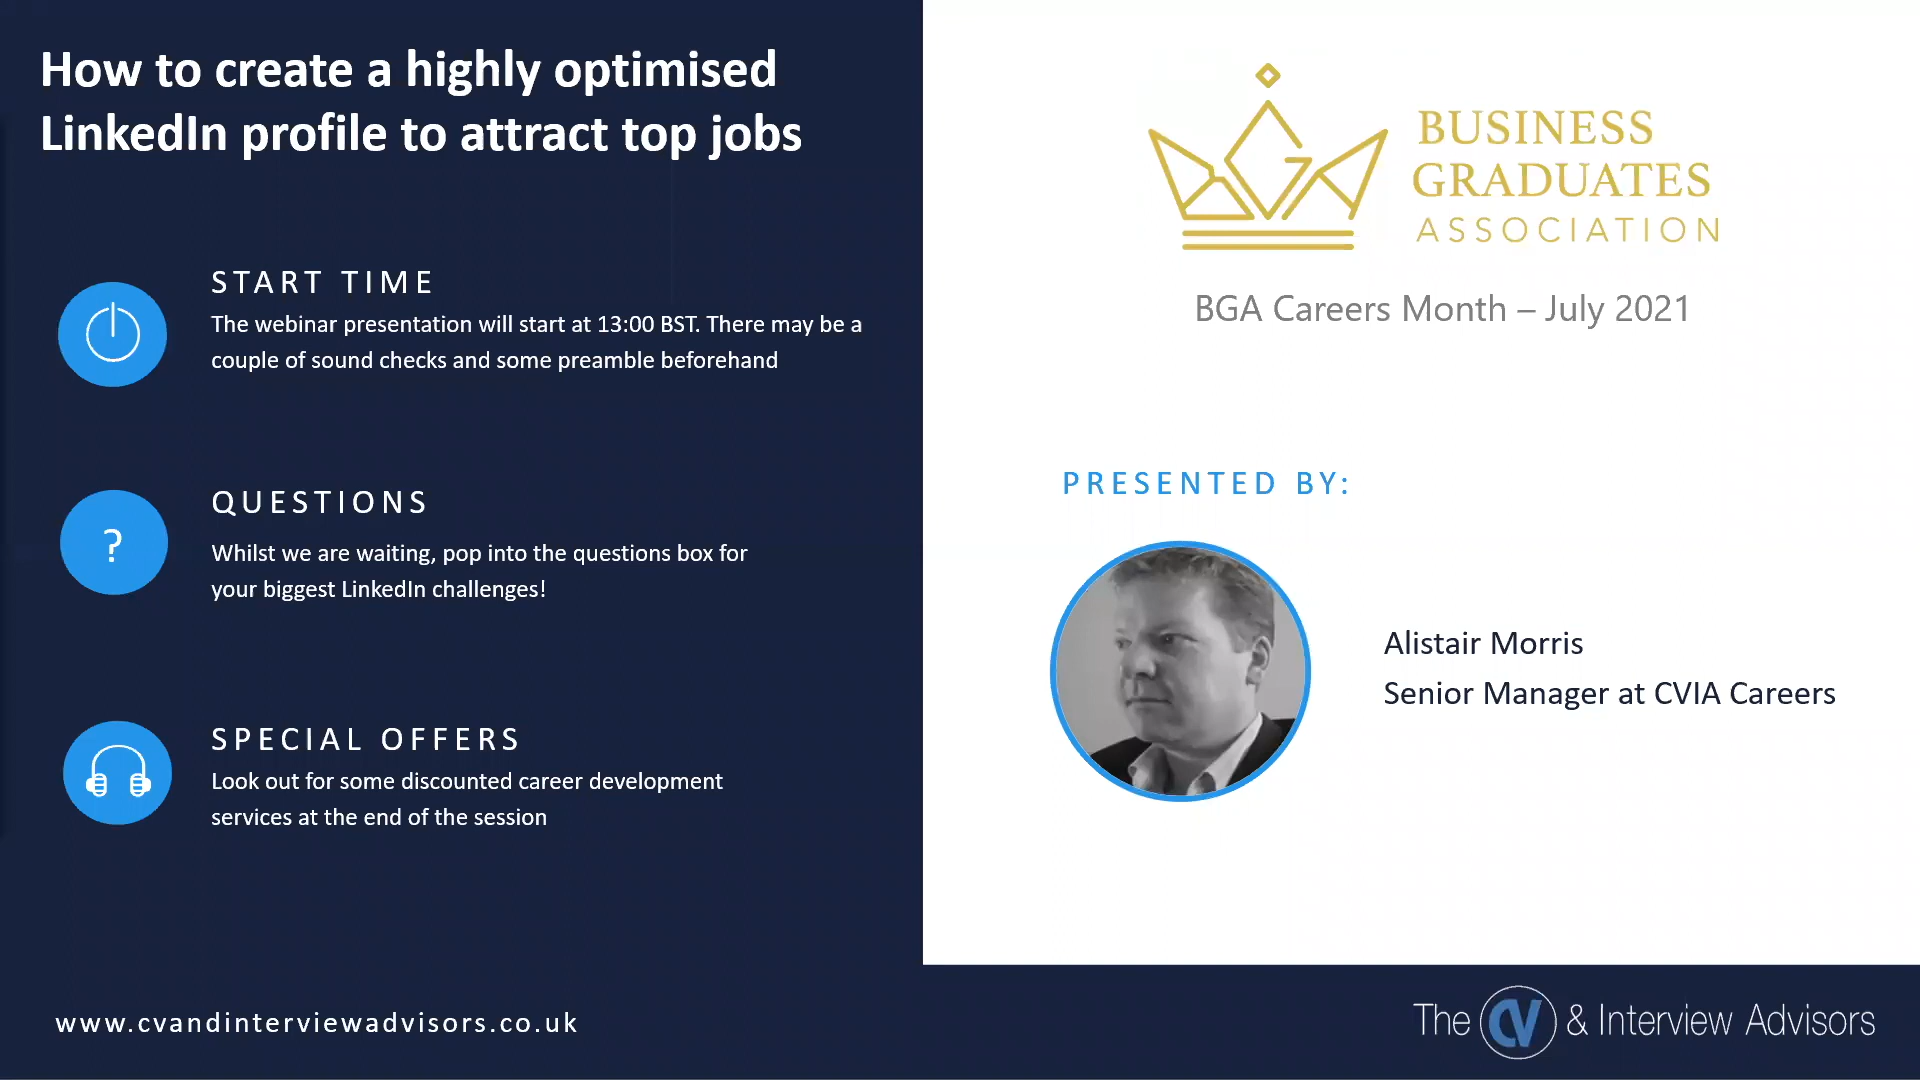 How to create a highly optimised
LinkedIn profile to attract top jobs
START TIME
The webinar presentation will start at 13:00 BST. There may be a
couple of sound checks and some preamble beforehand
?
QUESTIONS
Whilst we are waiting, pop into the questions box for
your biggest LinkedIn challenges!
SPECIAL OFFERS
Look out for some discounted career development
services at the end of the session
www.cvandinterviewadvisors.co.uk
BUSINESS
GRADUATES
ASSOCIATION
BGA Careers Month – July 2021
PRESENTED BY:
Alistair Morris
Senior Manager at CVIA Careers
The CV & Interview Advisors